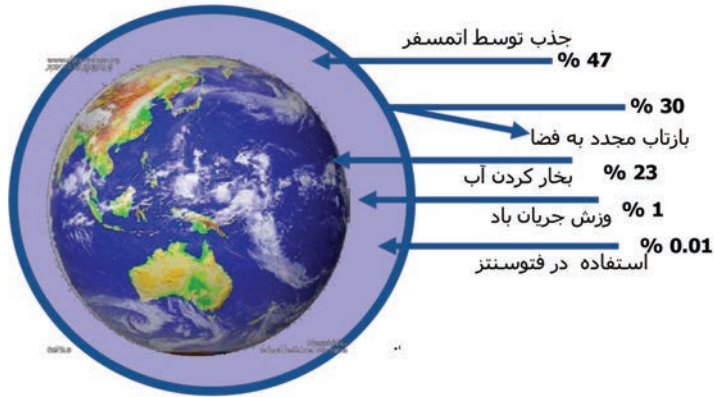 جذب توسط اتمسفر
% 47
% 30
بازتاب مجدد به فضا
% 23
بخار کردن آب
% 1
وزش جریان باد
% 0.01
استفاده در فتوسنتز